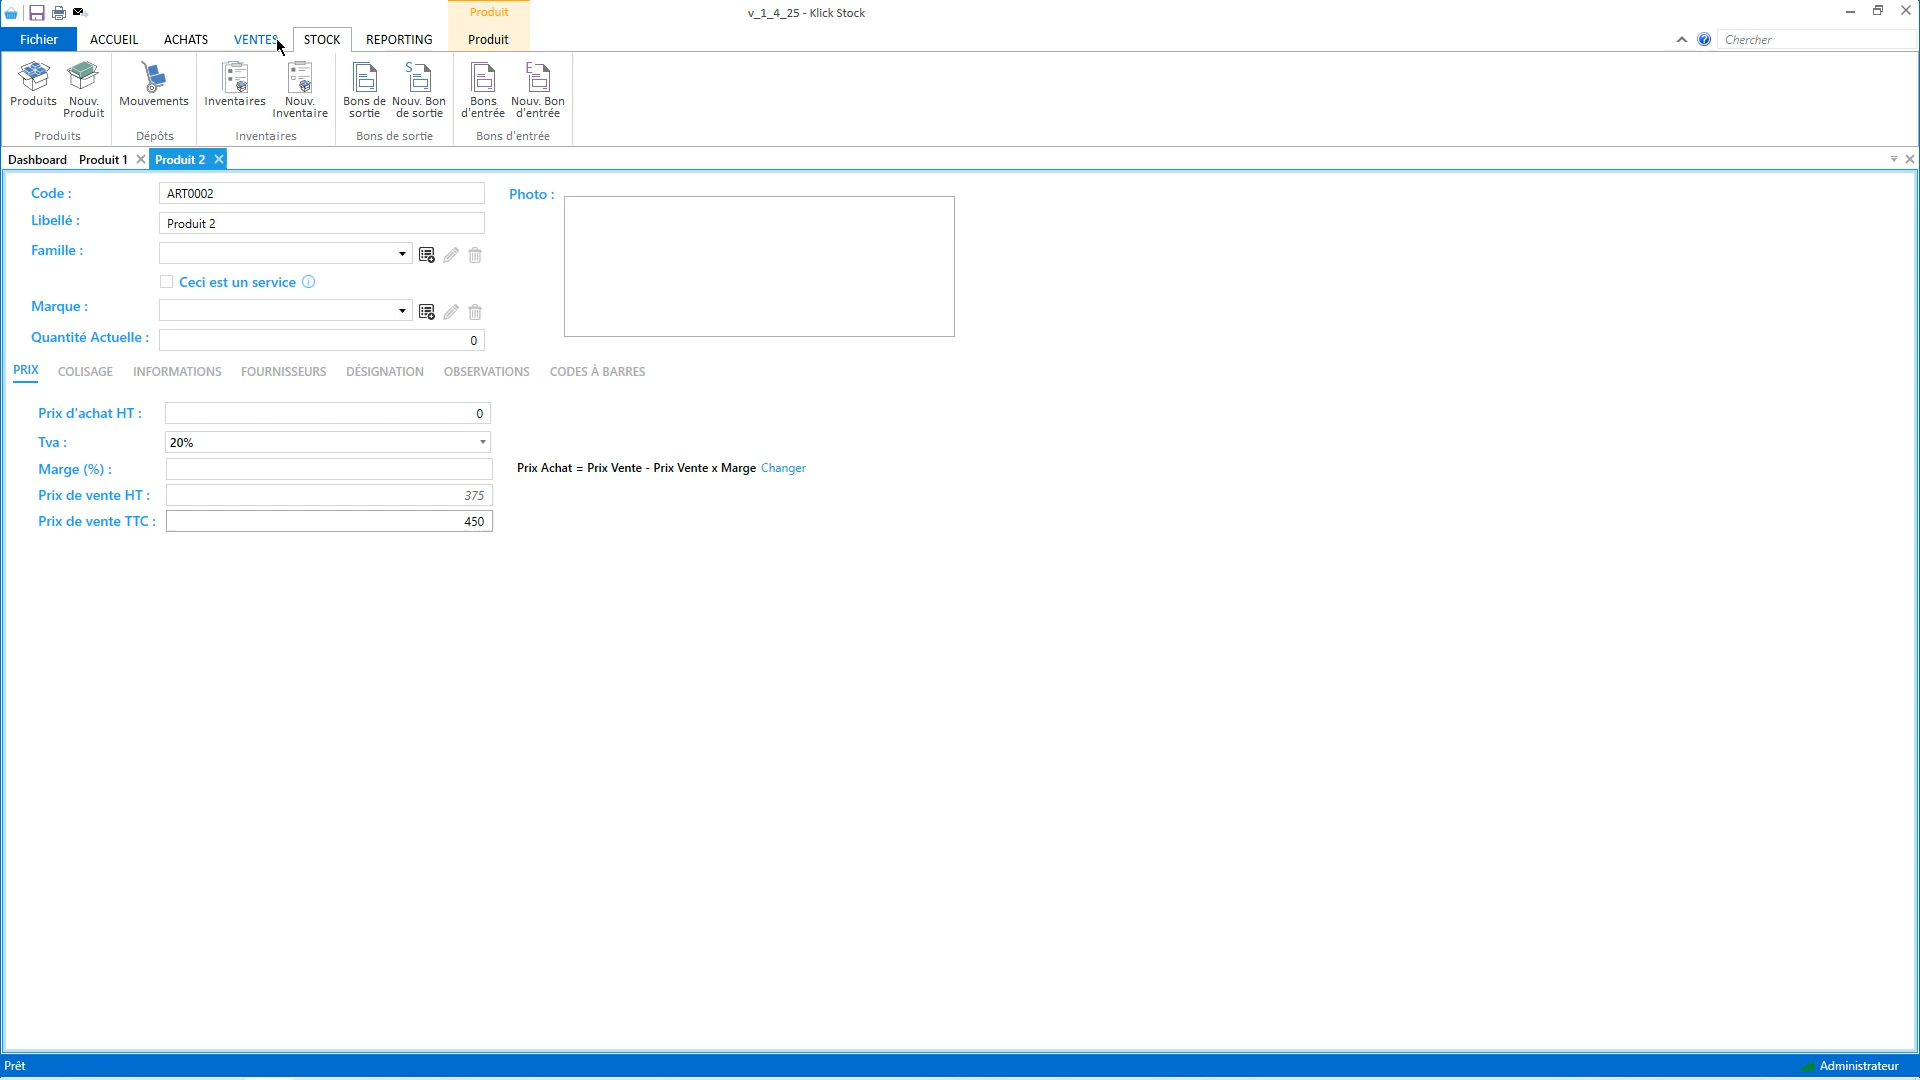 Produit
v_1_4_25 - Klick Stock
Fichier ACCUEIL ACHATS VENTES STOCK REPORTING Produit Chercher
Produits Nouv. Produit Mouvements Inventaires Nouv. Inventaire Bons de sortie S Nouv. Bon de sortie Bons d'entrée E Nouv. Bon d'entrée
Produits Dépôts Inventaires Bons de sortie Bons d'entrée
Dashboard Produit 1 Produit 2
Code : ART0002 Photo :
Libellé : Produit 2
Famille :
Ceci est un service
Marque :
Quantité Actuelle : 0
PRIX COLISAGE INFORMATIONS FOURNISSEURS DÉSIGNATION OBSERVATIONS CODES À BARRES
Prix d'achat HT : 0
Tva : 20%
Marge (%) : Prix Achat = Prix Vente - Prix Vente x Marge Changer
Prix de vente HT : 375
Prix de vente TTC : 450
Prêt Administrateur